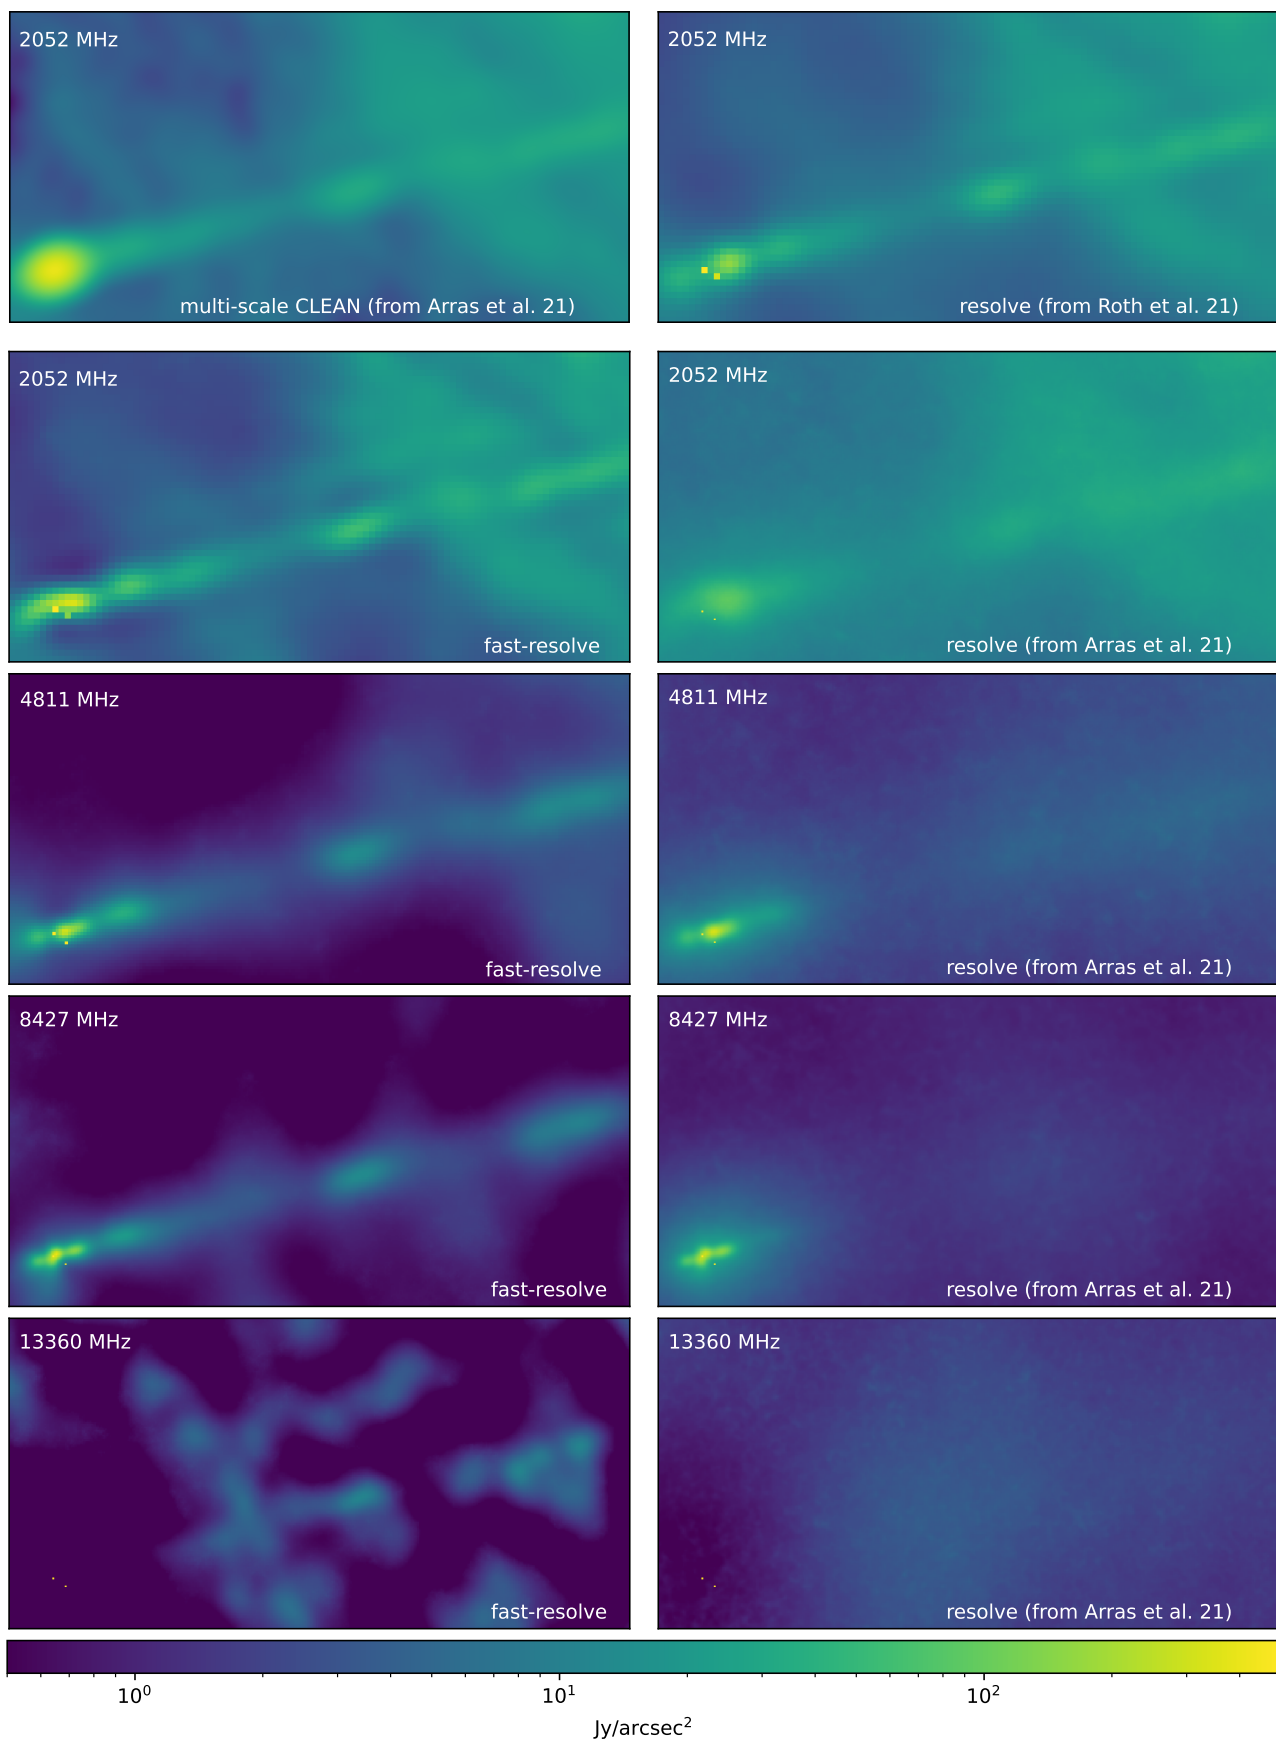 2052 MHz
multi-scale CLEAN (from Arras et al. 21)
2052 MHz
resolve (from Roth et al. 21)
2052 MHz
fast-resolve
2052 MHz
resolve (from Arras et al. 21)
4811 MHz
fast-resolve
4811 MHz
resolve (from Arras et al. 21)
8427 MHz
fast-resolve
8427 MHz
resolve (from Arras et al. 21)
13360 MHz
fast-resolve
13360 MHz
resolve (from Arras et al. 21)
10⁰ 10¹ 10²
Jy/arcsec²